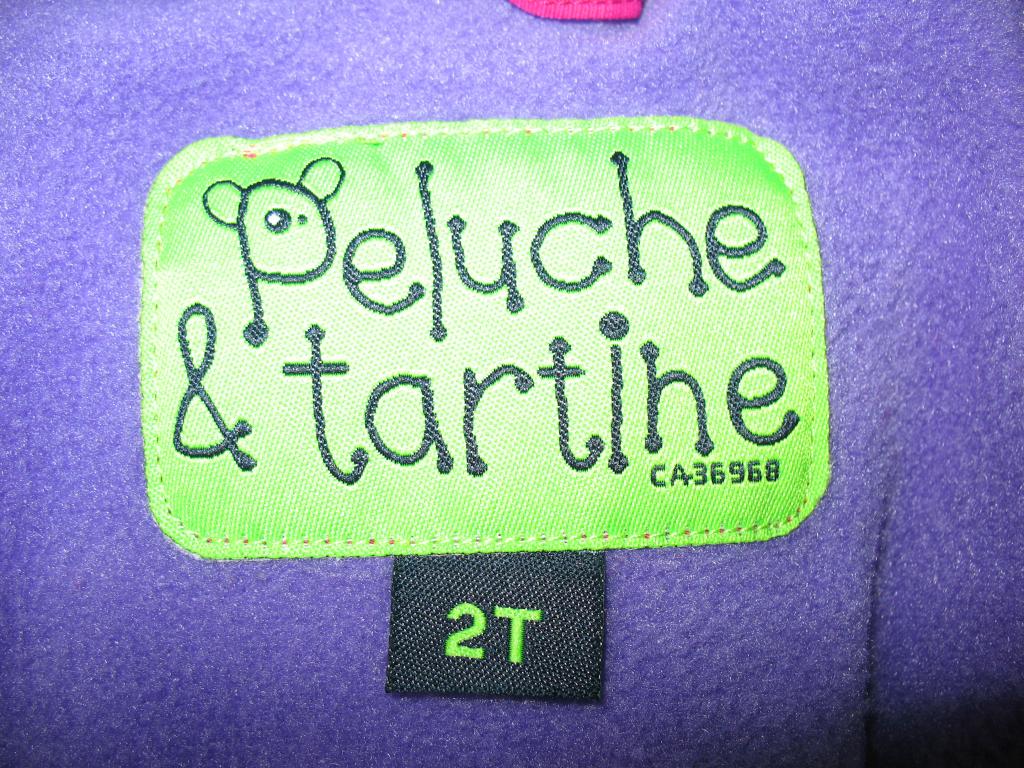 Peluche
& tartine
CA36968
2T